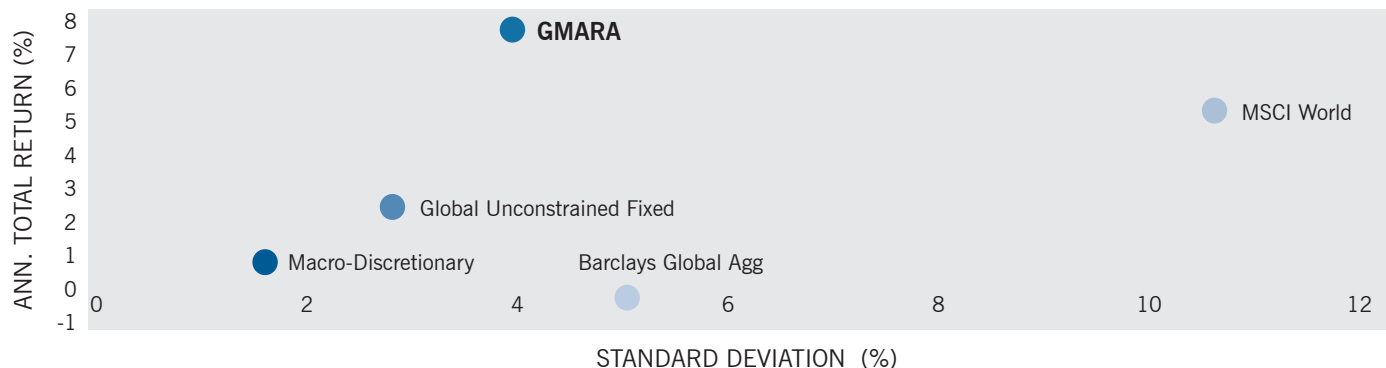 ANN. TOTAL RETURN (%)
8
7
6
5
4
3
2
1
0
-1
GMARA
MSCI World
Global Unconstrained Fixed
Macro-Discretionary
Barclays Global Agg
0 2 4 6 8 10 12
STANDARD DEVIATION (%)